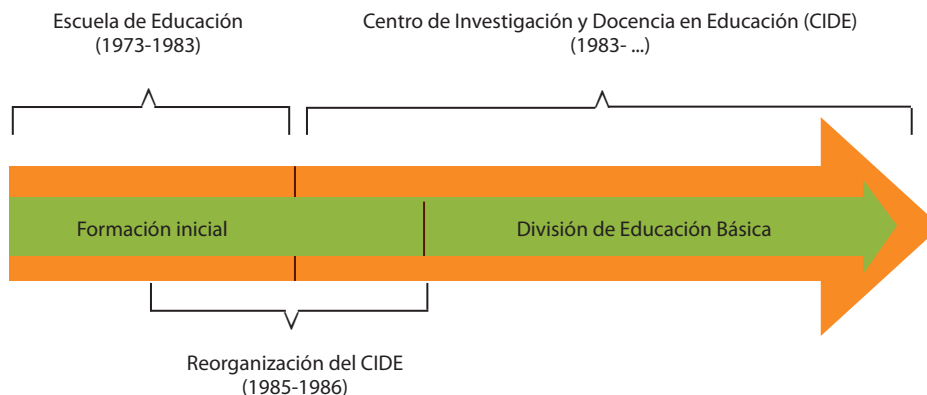 Escuela de Educación
(1973-1983)
Centro de Investigación y Docencia en Educación (CIDE)
(1983- ...)
Formación inicial
División de Educación Básica
Reorganización del CIDE
(1985-1986)